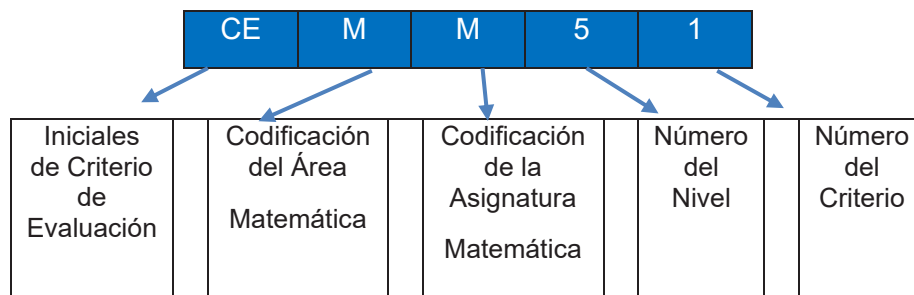 CE M M 5 1
Iniciales
de Criterio
de
Evaluación
Codificación
del Área
Matemática
Codificación
de la
Asignatura
Matemática
Número
del
Nivel
Número
del
Criterio